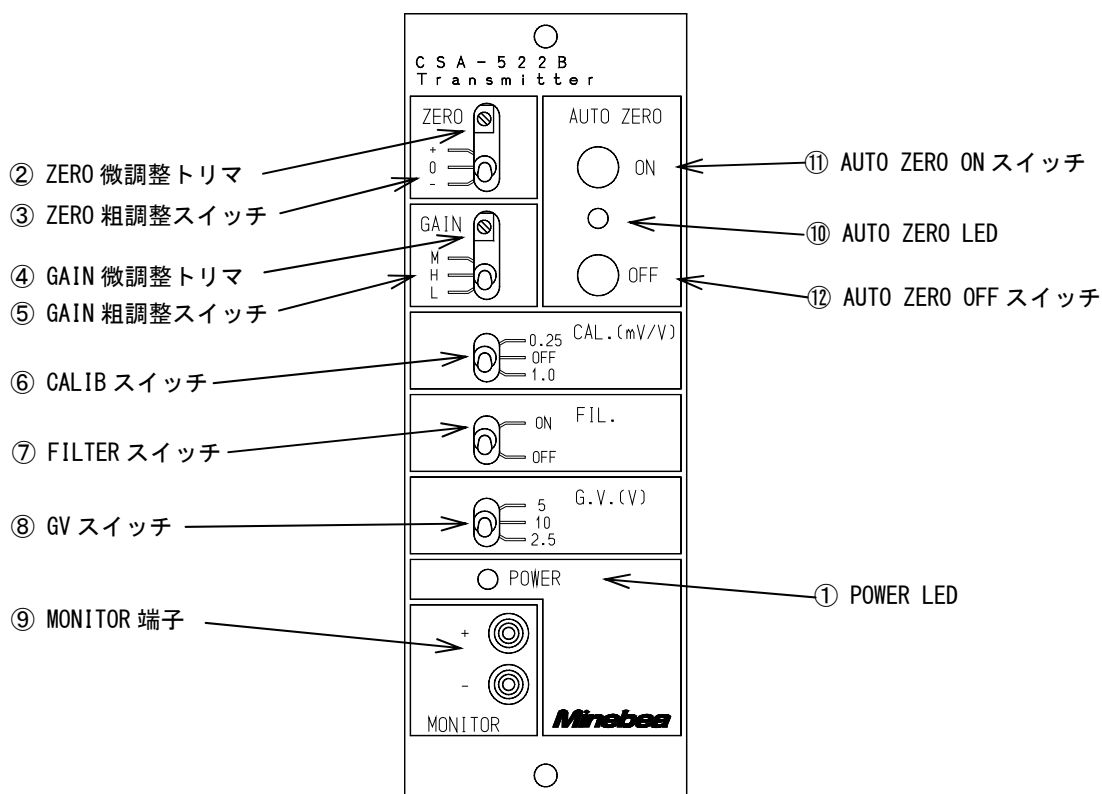 CSA-522B
Transmitter
ZERO
+
0
-
GAIN
M
H
L
AUTO ZERO
ON
OFF
0.25 CAL.(mV/V)
OFF
1.0
ON FIL.
OFF
5 G.V.(V)
10
2.5
POWER
+
-
MONITOR
Minebea
② ZERO 微調整トリマ
③ ZERO 粗調整スイッチ
④ GAIN 微調整トリマ
⑤ GAIN 粗調整スイッチ
⑥ CALIB スイッチ
⑦ FILTER スイッチ
⑧ GV スイッチ
⑨ MONITOR 端子
⑪ AUTO ZERO ON スイッチ
⑩ AUTO ZERO LED
⑫ AUTO ZERO OFF スイッチ
① POWER LED